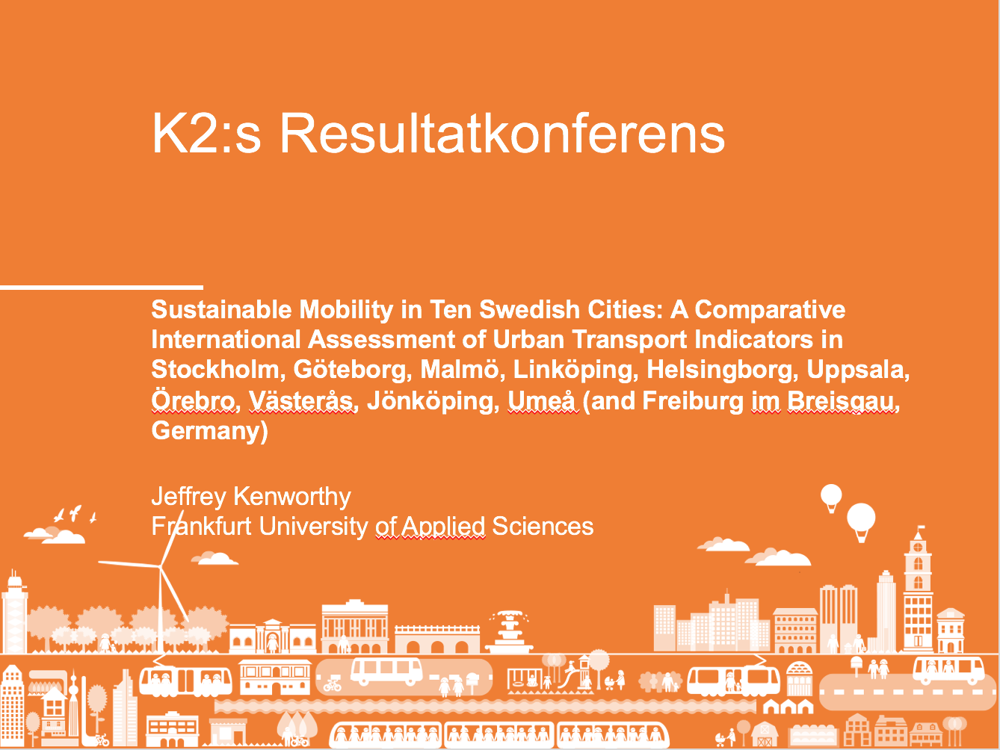 K2:s Resultatkonferens
Sustainable Mobility in Ten Swedish Cities: A Comparative
International Assessment of Urban Transport Indicators in
Stockholm, Göteborg, Malmö, Linköping, Helsingborg, Uppsala,
Örebro, Västerås, Jönköping, Umeå (and Freiburg im Breisgau,
Germany)
Jeffrey Kenworthy
Frankfurt University of Applied Sciences